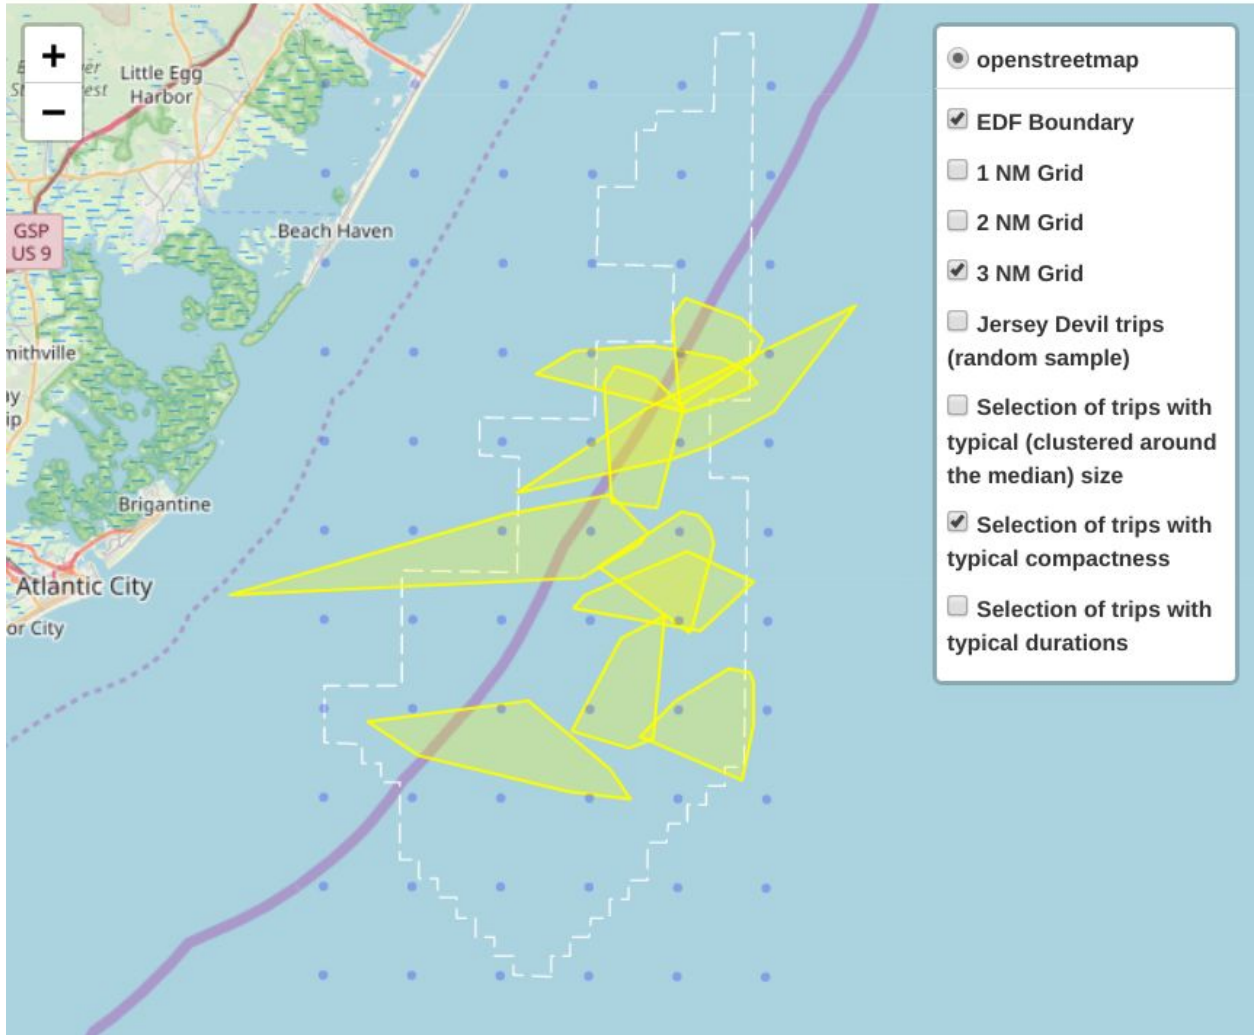 +
−
Little Egg
Harbor
GSP
US 9
Beach Haven
mithville
ay
ip
Brigantine
Atlantic City
or City
openstreetmap
EDF Boundary
1 NM Grid
2 NM Grid
3 NM Grid
Jersey Devil trips
(random sample)
Selection of trips with
typical (clustered around
the median) size
Selection of trips with
typical compactness
Selection of trips with
typical durations